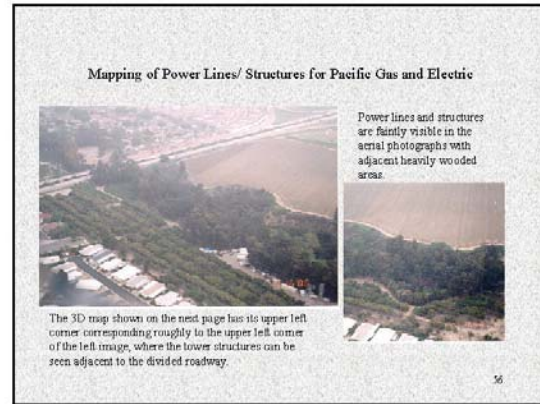 Mapping of Power Lines/ Structures for Pacific Gas and Electric
Power lines and structures
are faintly visible in the
aerial photographs with
adjacent heavily wooded
areas.
The 3D map shown on the next page has its upper left
corner corresponding roughly to the upper left corner
of the left image, where the tower structures can be
seen adjacent to the divided roadway.
56